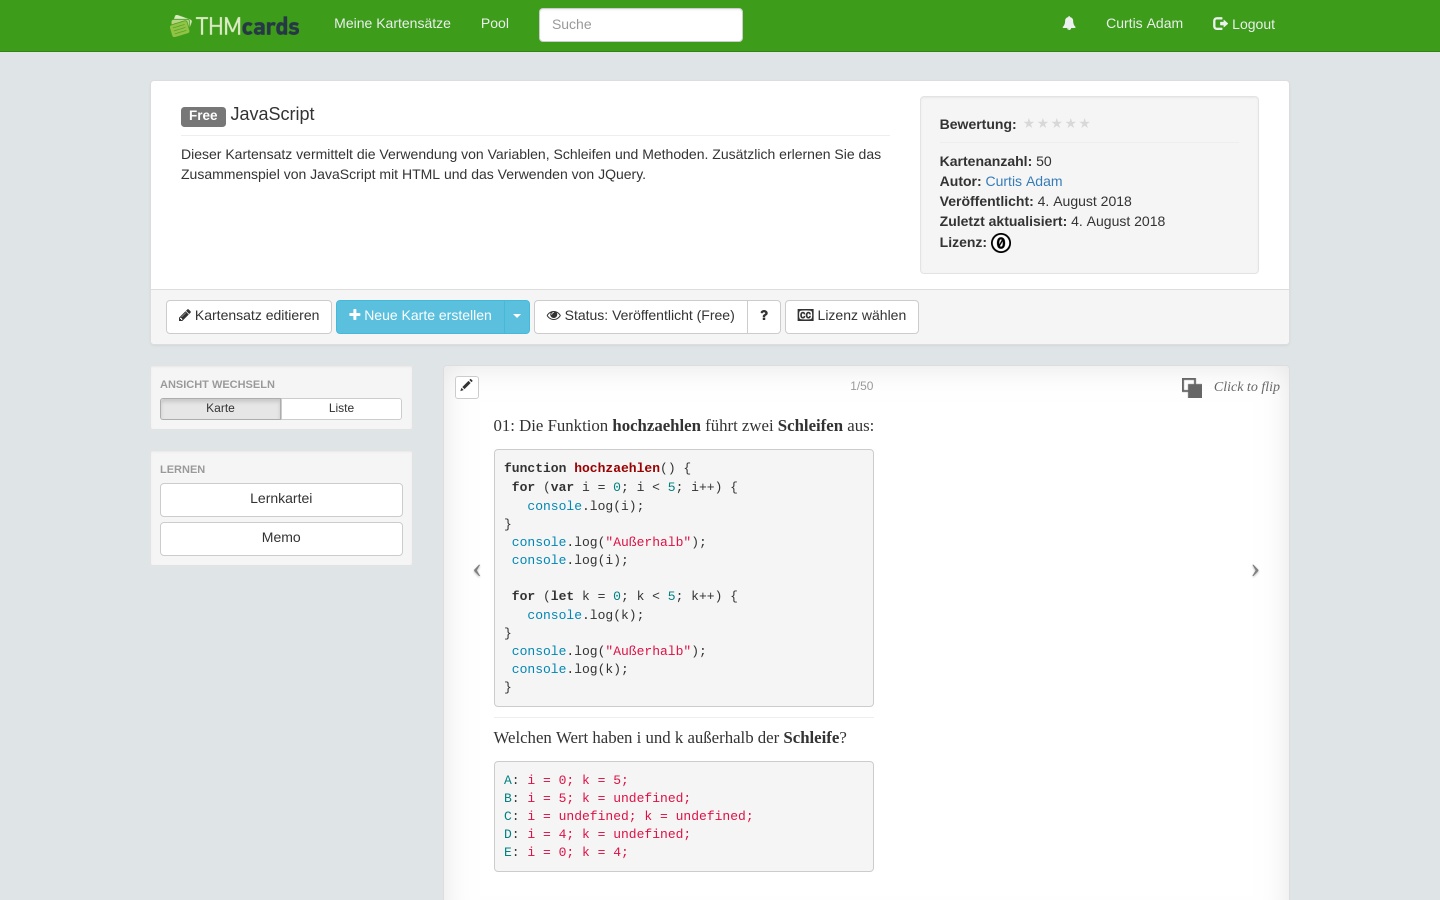 THMcards Meine Kartensätze Pool Suche Curtis Adam Logout
Free JavaScript
Dieser Kartensatz vermittelt die Verwendung von Variablen, Schleifen und Methoden. Zusätzlich erlernen Sie das
Zusammenspiel von JavaScript mit HTML und das Verwenden von JQuery.
Bewertung:
Kartenanzahl: 50
Autor: Curtis Adam
Veröffentlicht: 4. August 2018
Zuletzt aktualisiert: 4. August 2018
Lizenz: 0
Kartensatz editieren Neue Karte erstellen Status: Veröffentlicht (Free) ? CC Lizenz wählen
ANSICHT WECHSELN
Karte Liste
LERNEN
Lernkartei
Memo
1/50 Click to flip
01: Die Funktion hochzaehlen führt zwei Schleifen aus:
function hochzaehlen() {
 for (var i = 0; i < 5; i++) {
   console.log(i);
}
 console.log("Außerhalb");
 console.log(i);

 for (let k = 0; k < 5; k++) {
   console.log(k);
}
 console.log("Außerhalb");
 console.log(k);
}
Welchen Wert haben i und k außerhalb der Schleife?
A: i = 0; k = 5;
B: i = 5; k = undefined;
C: i = undefined; k = undefined;
D: i = 4; k = undefined;
E: i = 0; k = 4;